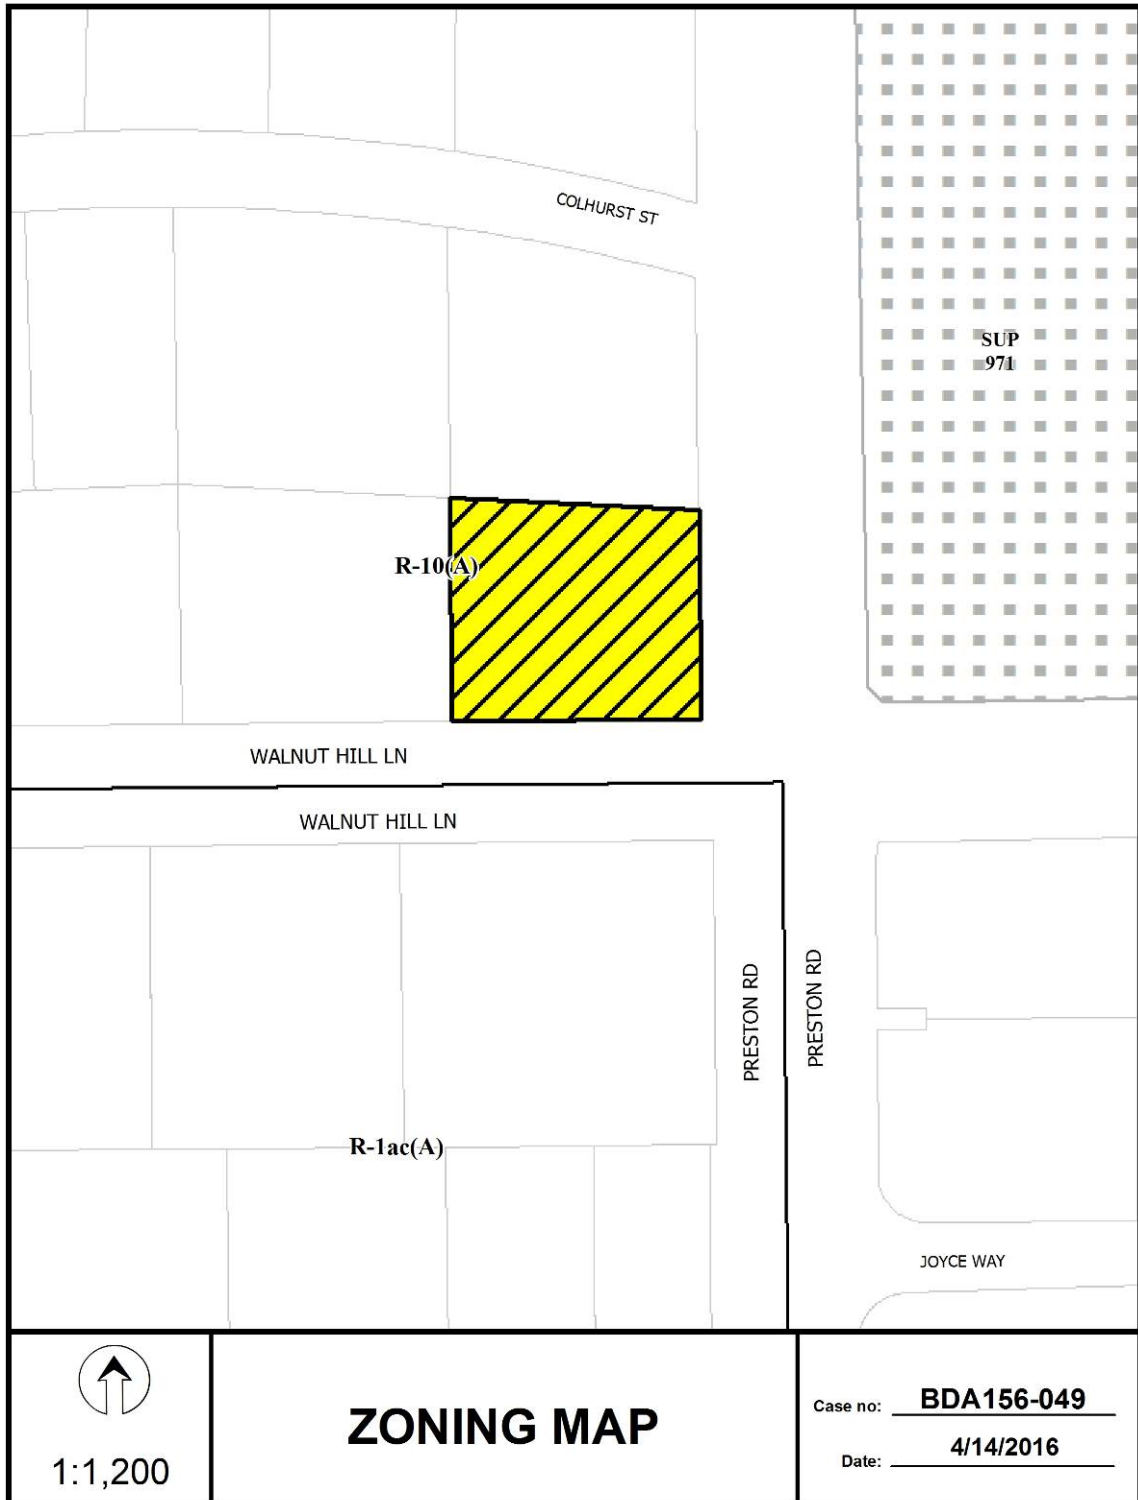 COLHURST ST
SUP
971
R-10(A)
WALNUT HILL LN
WALNUT HILL LN
PRESTON RD
PRESTON RD
R-1ac(A)
JOYCE WAY
1:1,200
ZONING MAP
Case no: BDA156-049
Date: 4/14/2016